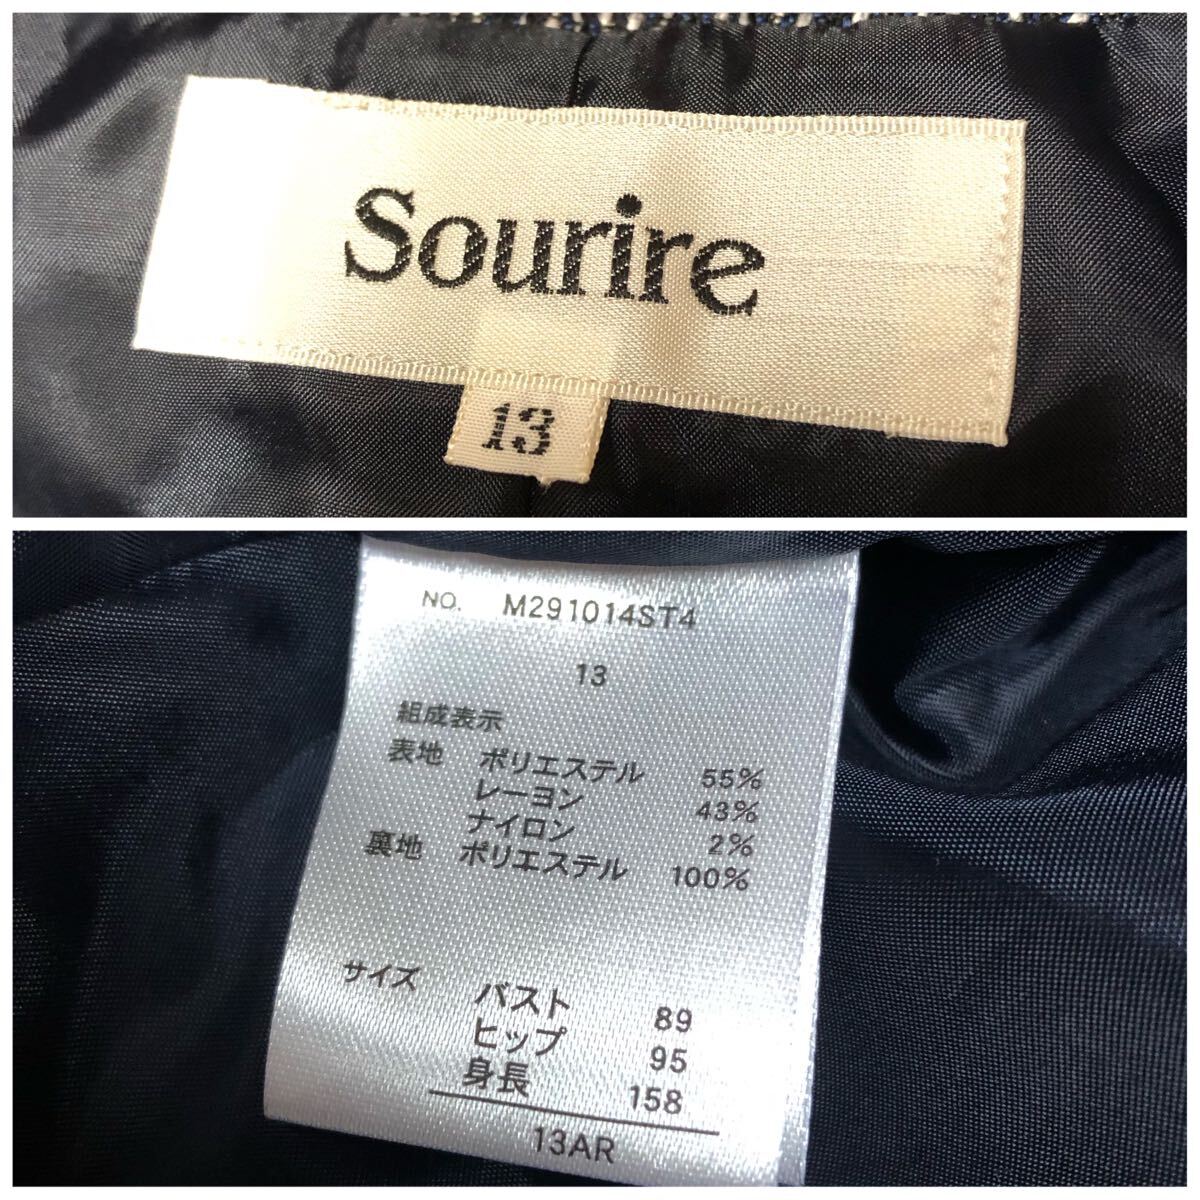 Sourire
13
NO. M291014ST4
13
組成表示
表地 ポリエステル 55%
レーヨン 43%
ナイロン 2%
裏地 ポリエステル 100%
サイズ バスト 89
ヒップ 95
身長 158
13AR